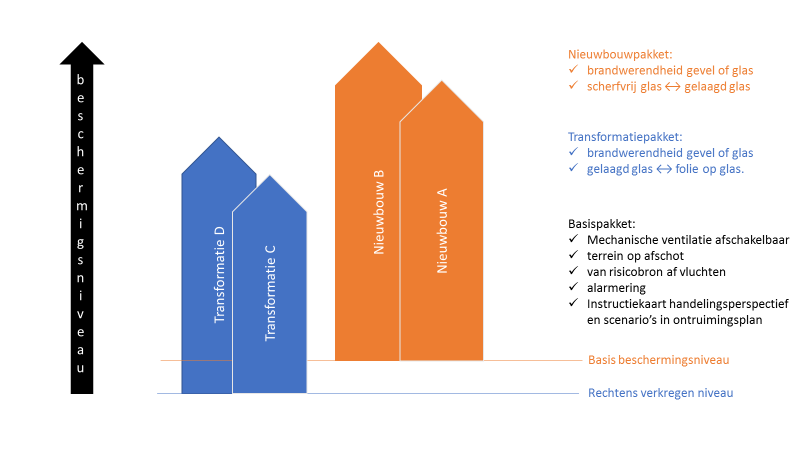 beschermingsniveau
Transformatie D
Transformatie C
Nieuwbouw B
Nieuwbouw A
Nieuwbouwpakket:
✓ brandwerendheid gevel of glas
✓ scherfvrij glas ↔ gelaagd glas
Transformatiepakket:
✓ brandwerendheid gevel of glas
✓ gelaagd glas ↔ folie op glas.
Basispakket:
✓ Mechanische ventilatie afschakelbaar
✓ terrein op afschot
✓ van risicobron af vluchten
✓ alarmering
✓ Instructiekaart handelingsperspectief
en scenario's in ontruimingsplan
Basis beschermingsniveau
Rechtens verkregen niveau